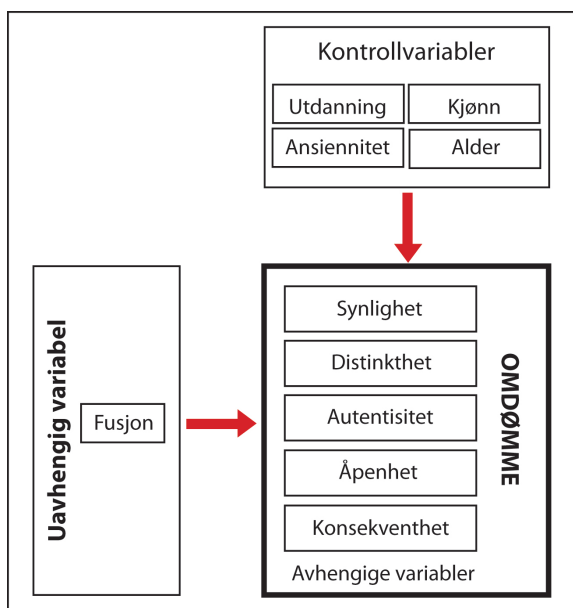 Kontrollvariabler
Utdanning Kjønn
Ansiennitet Alder
Uavhengig variabel
Fusjon
Synlighet
Distinkthet
Autentisitet
Åpenhet
Konsekventhet
OMDØMME
Avhengige variabler